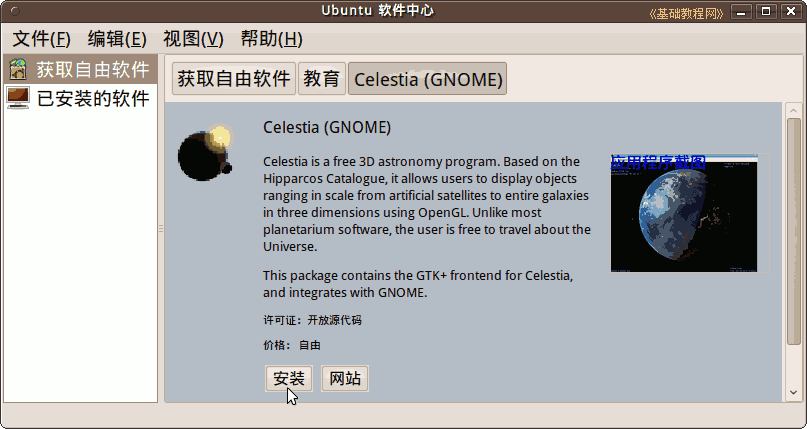 Ubuntu 软件中心
《基础教程网》
文件(F) 编辑(E) 视图(V) 帮助(H)
获取自由软件
已安装的软件
获取自由软件 教育 Celestia (GNOME)
Celestia (GNOME)
Celestia is a free 3D astronomy program. Based on the
Hipparcos Catalogue, it allows users to display objects
ranging in scale from artificial satellites to entire galaxies
in three dimensions using OpenGL. Unlike most
planetarium software, the user is free to travel about the
Universe.
This package contains the GTK+ frontend for Celestia,
and integrates with GNOME.
应用程序截图
许可证: 开放源代码
价格: 自由
安装 网站